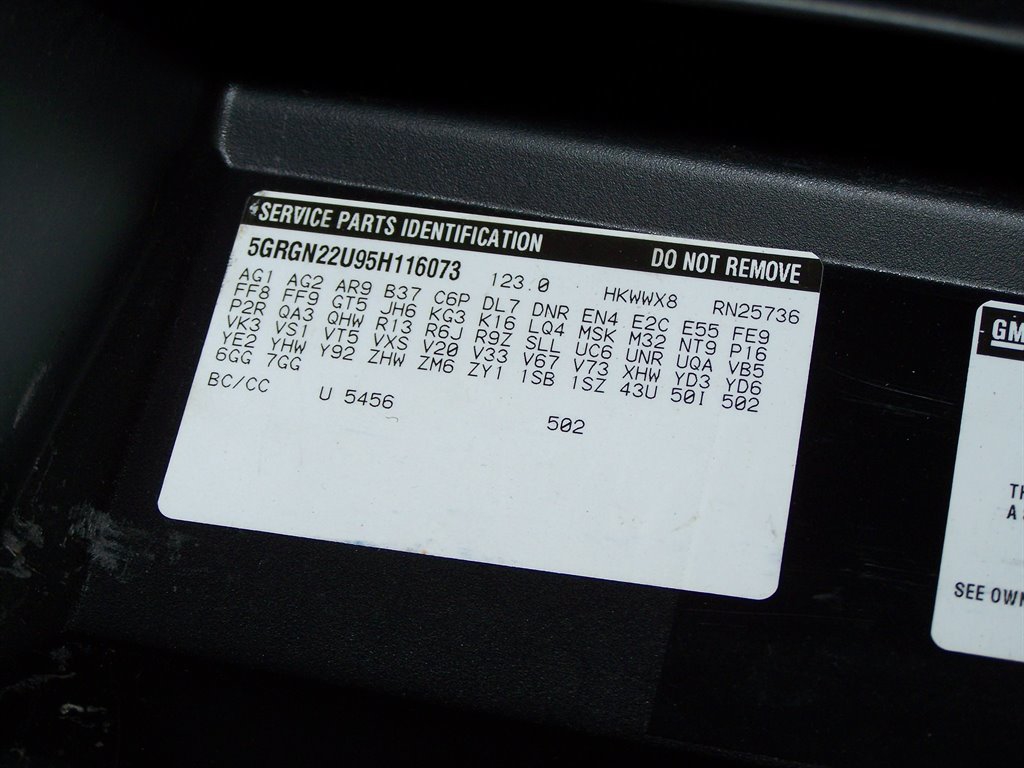 SERVICE PARTS IDENTIFICATION DO NOT REMOVE
5GRGN22U95H116073 123.0 HKWWX8 RN25736
AG1 AG2 AR9 B37 C6P DL7 DNR EN4 E2C E55 FE9
FF8 FF9 GT5 JH6 KG3 K16 LQ4 MSK M32 NT9 P16
P2R QA3 QHW R13 R6J R9Z SLL UC6 UNR UQA VB5
VK3 VS1 VT5 VXS V20 V33 V67 V73 XHW YD3 YD6
YE2 YHW Y92 ZHW ZM6 ZY1 1SB 1SZ 43U 50I 502
6GG 7GG
BC/CC U 5456 502
GM
TH
A
SEE OWN